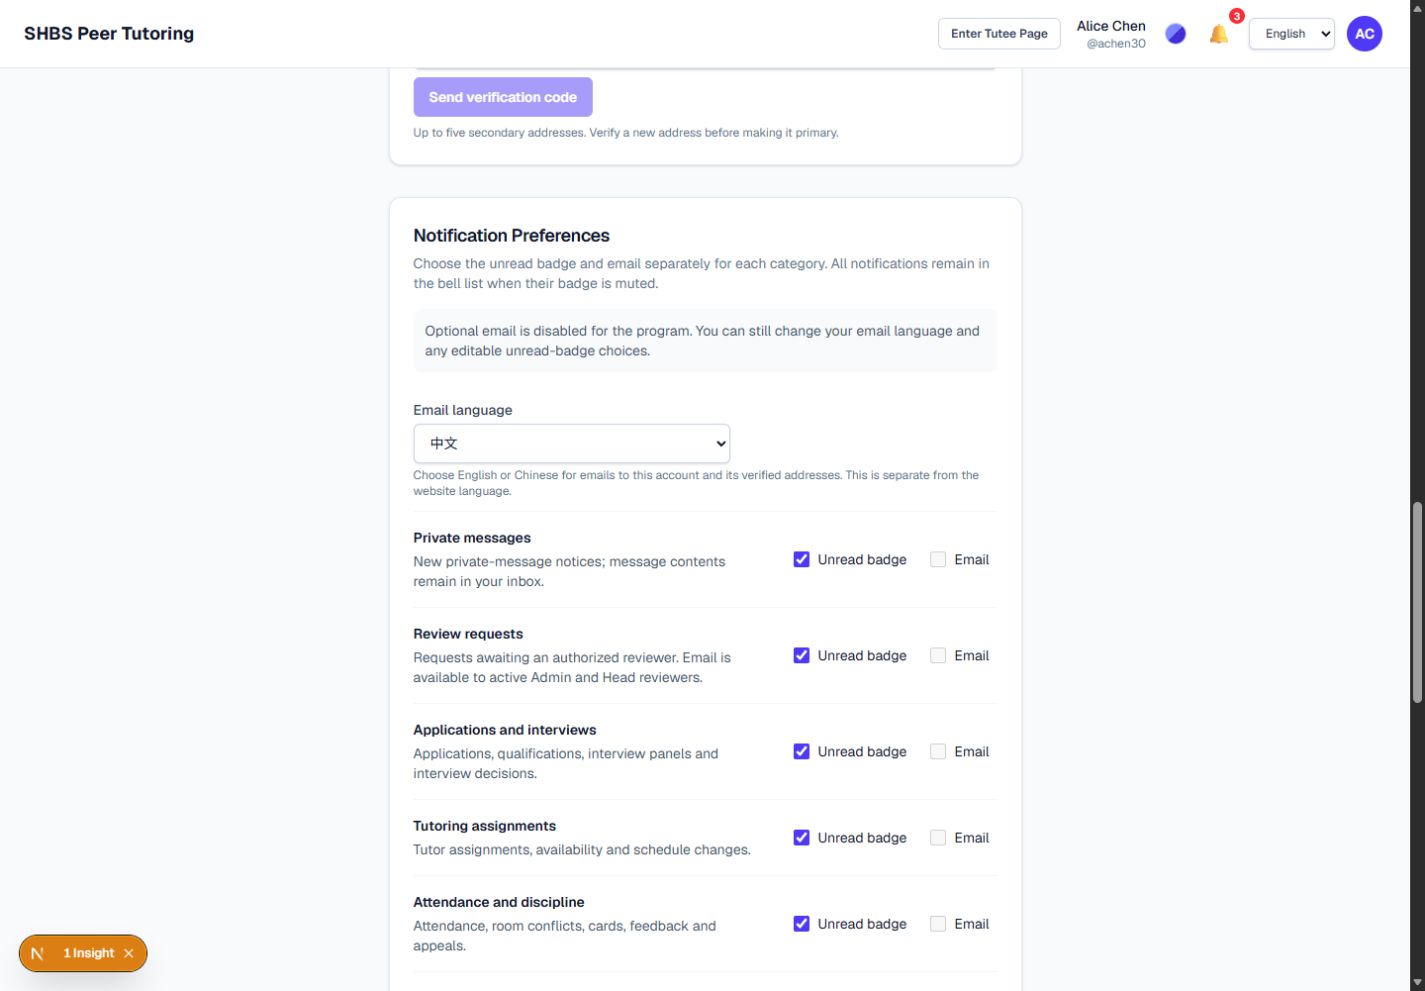 SHBS Peer Tutoring
Enter Tutee Page
Alice Chen
@achen30
3
English
AC
Send verification code
Up to five secondary addresses. Verify a new address before making it primary.
Notification Preferences
Choose the unread badge and email separately for each category. All notifications remain in
the bell list when their badge is muted.
Optional email is disabled for the program. You can still change your email language and
any editable unread-badge choices.
Email language
中文
Choose English or Chinese for emails to this account and its verified addresses. This is separate from the
website language.
Private messages
New private-message notices; message contents
remain in your inbox.
Unread badge
Email
Review requests
Requests awaiting an authorized reviewer. Email is
available to active Admin and Head reviewers.
Unread badge
Email
Applications and interviews
Applications, qualifications, interview panels and
interview decisions.
Unread badge
Email
Tutoring assignments
Tutor assignments, availability and schedule changes.
Unread badge
Email
Attendance and discipline
Attendance, room conflicts, cards, feedback and
appeals.
Unread badge
Email
N
1 Insight